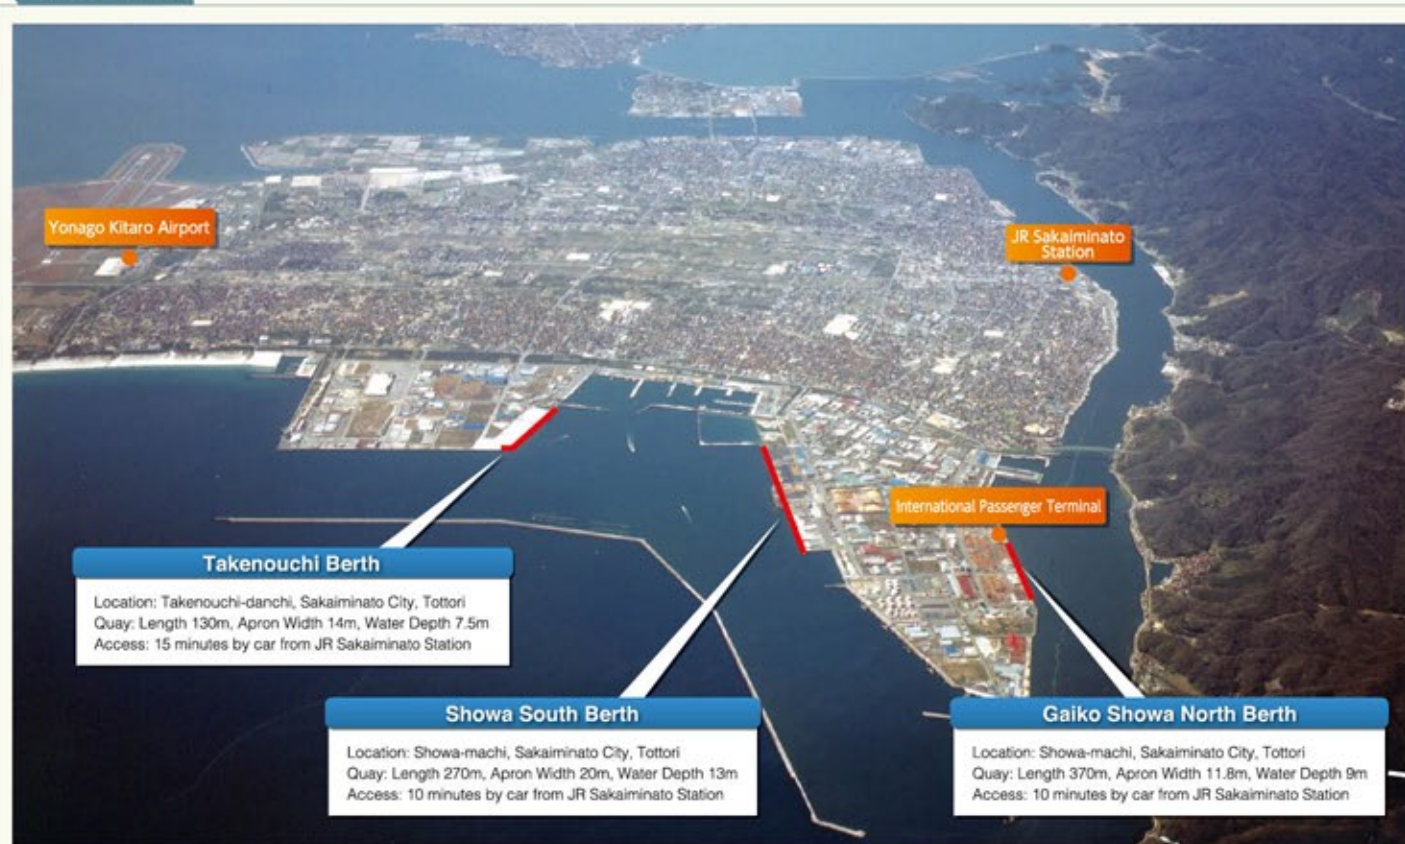 Yonago Kitaro Airport
JR Sakaiminato
Station
International Passenger Terminal
Takenouchi Berth
Location: Takenouchi-danchi, Sakaiminato City, Tottori
Quay: Length 130m, Apron Width 14m, Water Depth 7.5m
Access: 15 minutes by car from JR Sakaiminato Station
Showa South Berth
Location: Showa-machi, Sakaiminato City, Tottori
Quay: Length 270m, Apron Width 20m, Water Depth 13m
Access: 10 minutes by car from JR Sakaiminato Station
Gaiko Showa North Berth
Location: Showa-machi, Sakaiminato City, Tottori
Quay: Length 370m, Apron Width 11.8m, Water Depth 9m
Access: 10 minutes by car from JR Sakaiminato Station